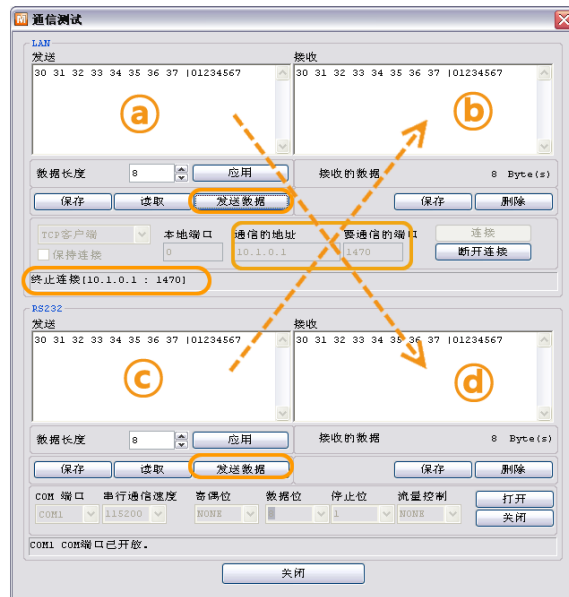 通信测试
LAN
发送 接收
30 31 32 33 34 35 36 37 |01234567 30 31 32 33 34 35 36 37 |01234567
a b
数据长度 8 应用 接收的数据 8 Byte(s)
保存 读取 发送数据 保存 删除
TCP客户端 本地端口 通信的地址 要通信的端口 连接
保持连接 0 10.1.0.1 1470 断开连接
终止连接[10.1.0.1 : 1470]
RS232
发送 接收
30 31 32 33 34 35 36 37 |01234567 30 31 32 33 34 35 36 37 |01234567
c d
数据长度 8 应用 接收的数据 8 Byte(s)
保存 读取 发送数据 保存 删除
COM 端口 串行通信速度 寄偶位 数据位 停止位 流量控制 打开
COM1 115200 NONE 1 NONE 关闭
COM1 COM端口已开放.
关闭